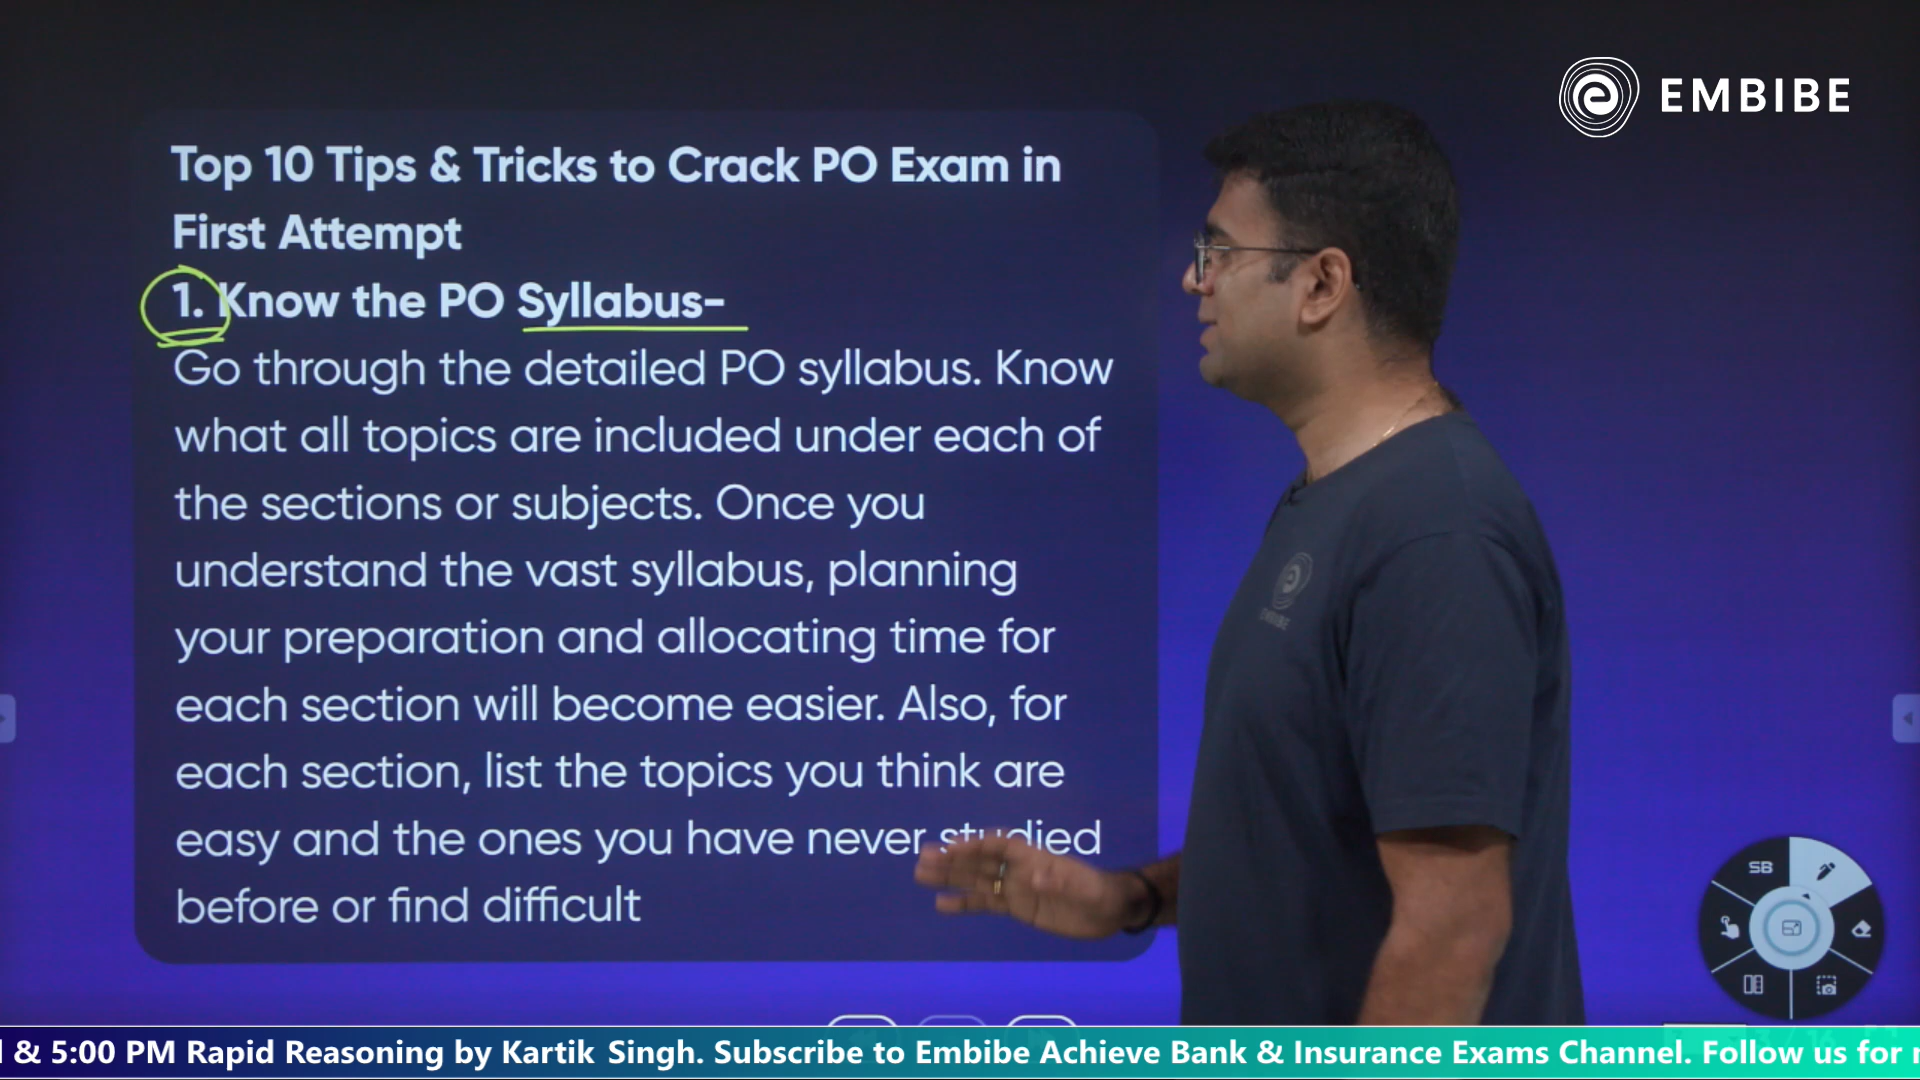 EMBIBE
Top 10 Tips & Tricks to Crack PO Exam in
First Attempt
1. Know the PO Syllabus-
Go through the detailed PO syllabus. Know
what all topics are included under each of
the sections or subjects. Once you
understand the vast syllabus, planning
your preparation and allocating time for
each section will become easier. Also, for
each section, list the topics you think are
easy and the ones you have never studied
before or find difficult
EMBIBE
SB
& 5:00 PM Rapid Reasoning by Kartik Singh. Subscribe to Embibe Achieve Bank & Insurance Exams Channel. Follow us for